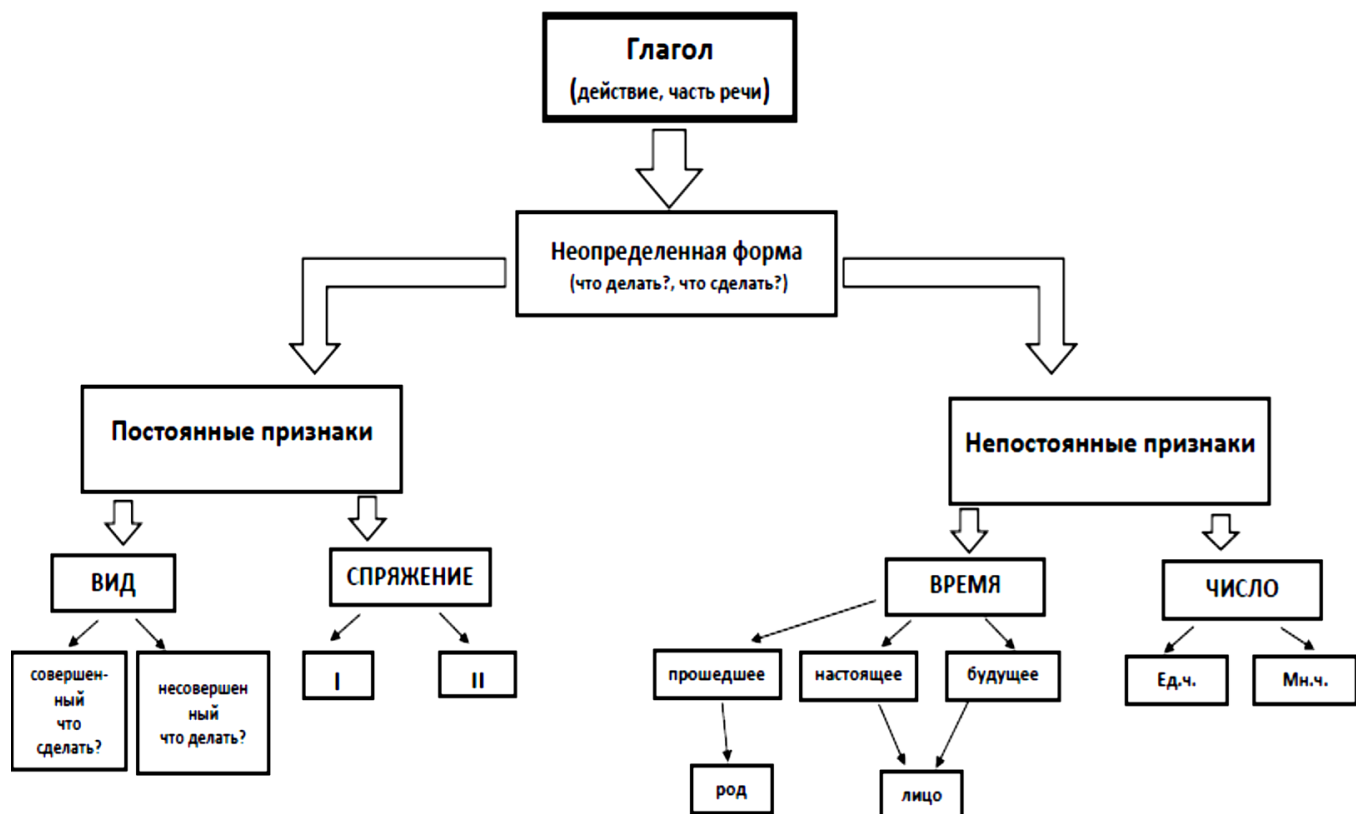 Глагол
(действие, часть речи)
Неопределенная форма
(что делать?, что сделать?)
Постоянные признаки
Непостоянные признаки
ВИД
СПРЯЖЕНИЕ
ВРЕМЯ
ЧИСЛО
совершен-
ный
что
сделать?
несовершен
ный
что делать?
I
II
прошедшее
настоящее
будущее
Ед.ч.
Мн.ч.
род
лицо